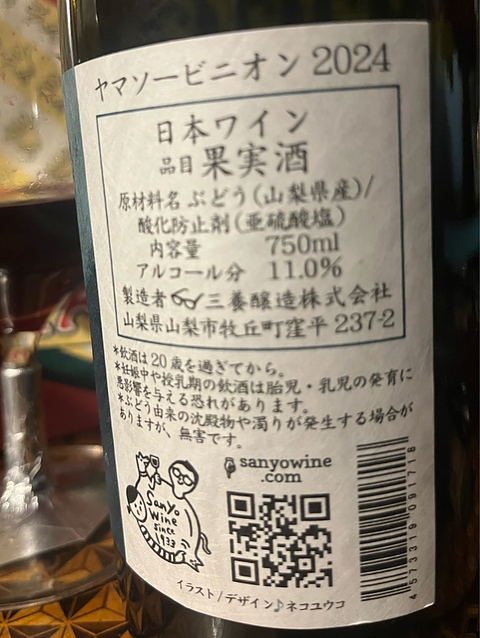 ヤマソービニオン 2024
日本ワイン
品目 果実酒
原材料名 ぶどう(山梨県産)/
酸化防止剤(亜硫酸塩)
内容量 750ml
アルコール分 11.0%
製造者 三養醸造株式会社
山梨県山梨市牧丘町窪平 237-2
*飲酒は20歳を過ぎてから。
*妊娠中や授乳期の飲酒は胎児・乳児の発育に
悪影響を与える恐れがあります。
*ぶどう由来の沈殿物や濁りが発生する場合が
ありますが、無害です。
sanyowine
.com
Sanyo
Wine
since
1933
4573319091718
イラスト/デザイン♪ネコユウコ